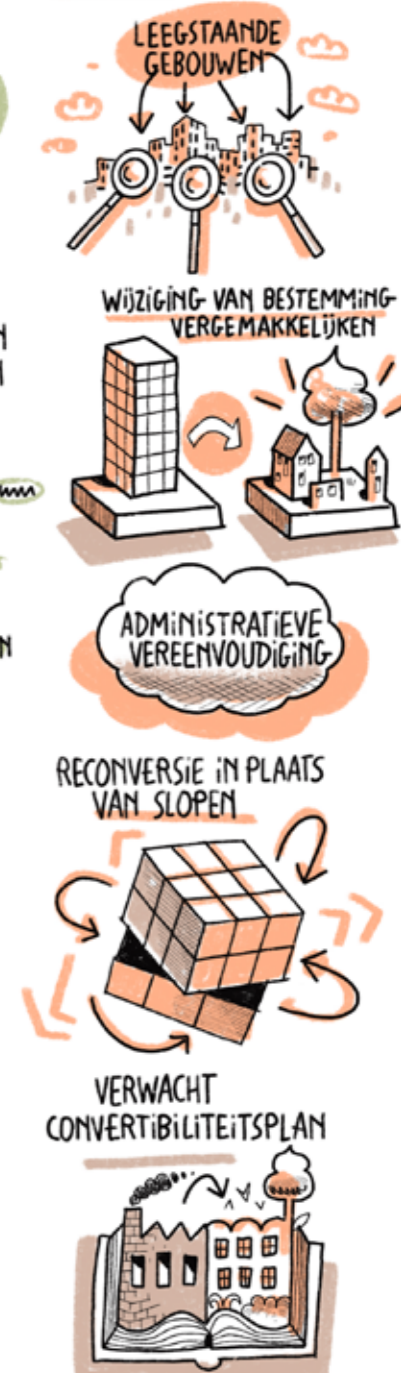 LEEGSTAANDE
GEBOUWEN
WIJZIGING VAN BESTEMMING
VERGEMAKKELIJKEN
ADMINISTRATIEVE
VEREENVOUDIGING
RECONVERSIE IN PLAATS
VAN SLOPEN
VERWACHT
CONVERTIBILITEITSPLAN